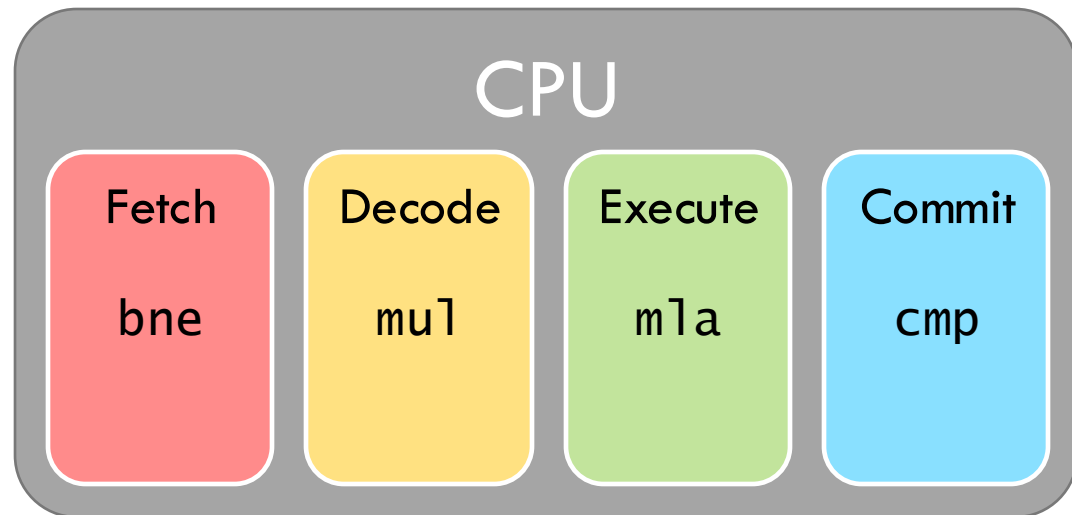 CPU
Fetch
bne
Decode
mul
Execute
mla
Commit
cmp